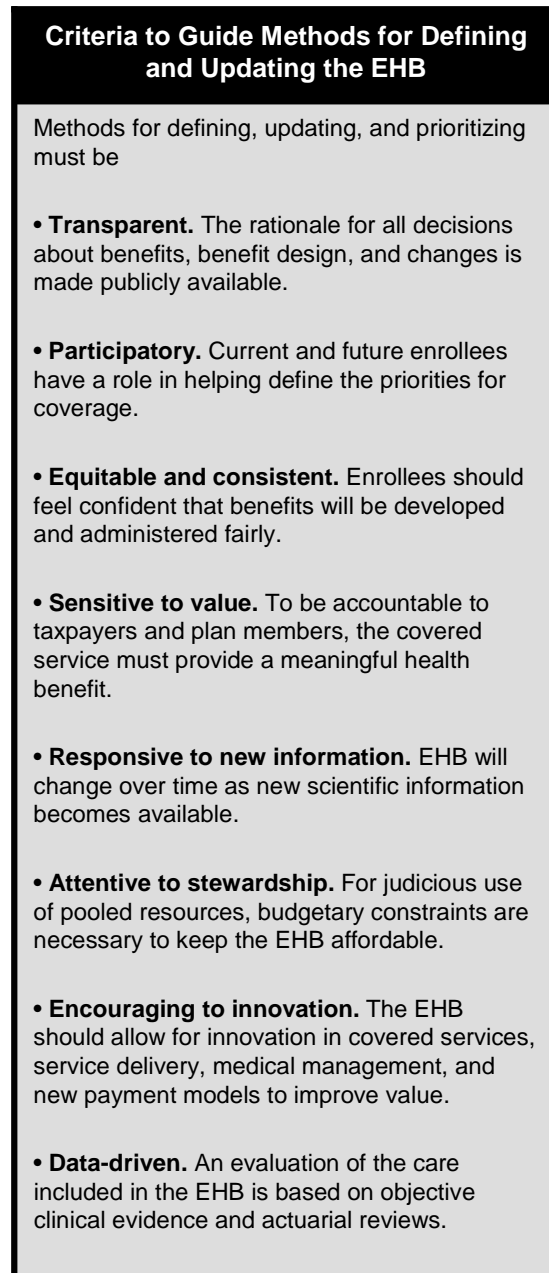 Criteria to Guide Methods for Defining
and Updating the EHB
Methods for defining, updating, and prioritizing
must be
• Transparent. The rationale for all decisions
about benefits, benefit design, and changes is
made publicly available.
• Participatory. Current and future enrollees
have a role in helping define the priorities for
coverage.
• Equitable and consistent. Enrollees should
feel confident that benefits will be developed
and administered fairly.
• Sensitive to value. To be accountable to
taxpayers and plan members, the covered
service must provide a meaningful health
benefit.
• Responsive to new information. EHB will
change over time as new scientific information
becomes available.
• Attentive to stewardship. For judicious use
of pooled resources, budgetary constraints are
necessary to keep the EHB affordable.
• Encouraging to innovation. The EHB
should allow for innovation in covered services,
service delivery, medical management, and
new payment models to improve value.
• Data-driven. An evaluation of the care
included in the EHB is based on objective
clinical evidence and actuarial reviews.